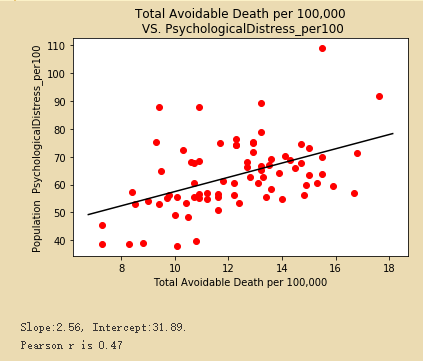 Total Avoidable Death per 100,000
VS. PsychologicalDistress_per100
Population PsychologicalDistress_per100
110
100
90
80
70
60
50
40
8
10
12
14
16
18
Total Avoidable Death per 100,000
Slope:2.56, Intercept:31.89.
Pearson r is 0.47